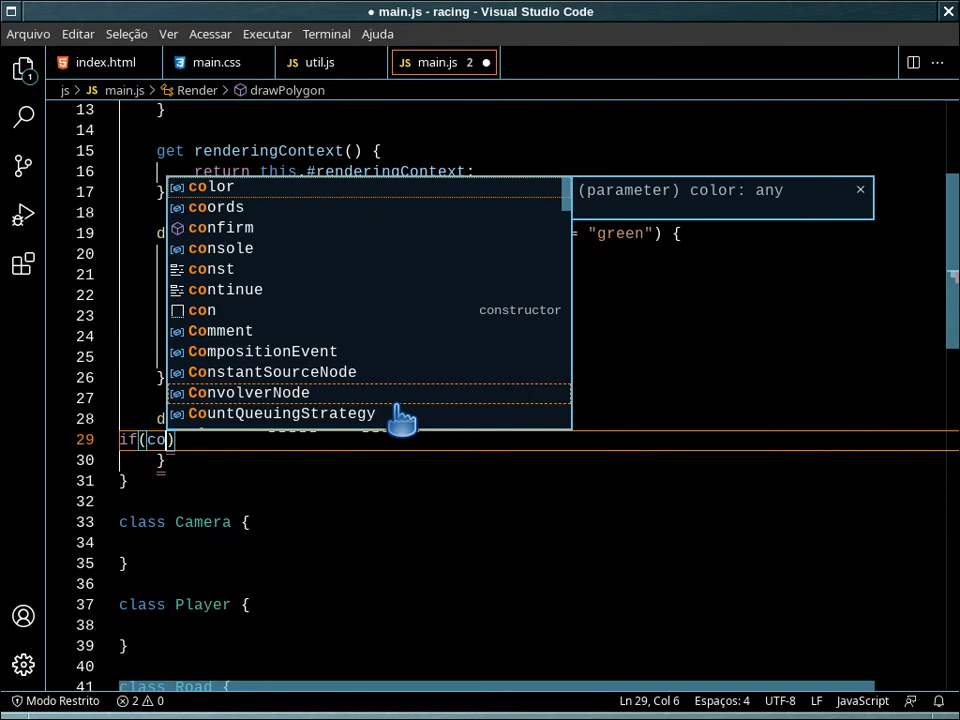 ● main.js - racing - Visual Studio Code
Arquivo Editar Seleção Ver Acessar Executar Terminal Ajuda
index.html main.css JS util.js JS main.js 2 ●
js > JS main.js > Render > drawPolygon
13 }
14
15 get renderingContext() {
16 return this.#renderingContext;
17 }
18
19 d = "green") {
20
21
22
23
24
25
26 }
27
28 d
29 if(co)
30 }
31 }
32
33 class Camera {
34
35 }
36
37 class Player {
38
39 }
40
41 class Road {
color
coords
confirm
console
const
continue
con constructor
Comment
CompositionEvent
ConstantSourceNode
ConvolverNode
CountQueuingStrategy
(parameter) color: any ×
1
Modo Restrito 2 0 Ln 29, Col 6 Espaços: 4 UTF-8 LF JavaScript